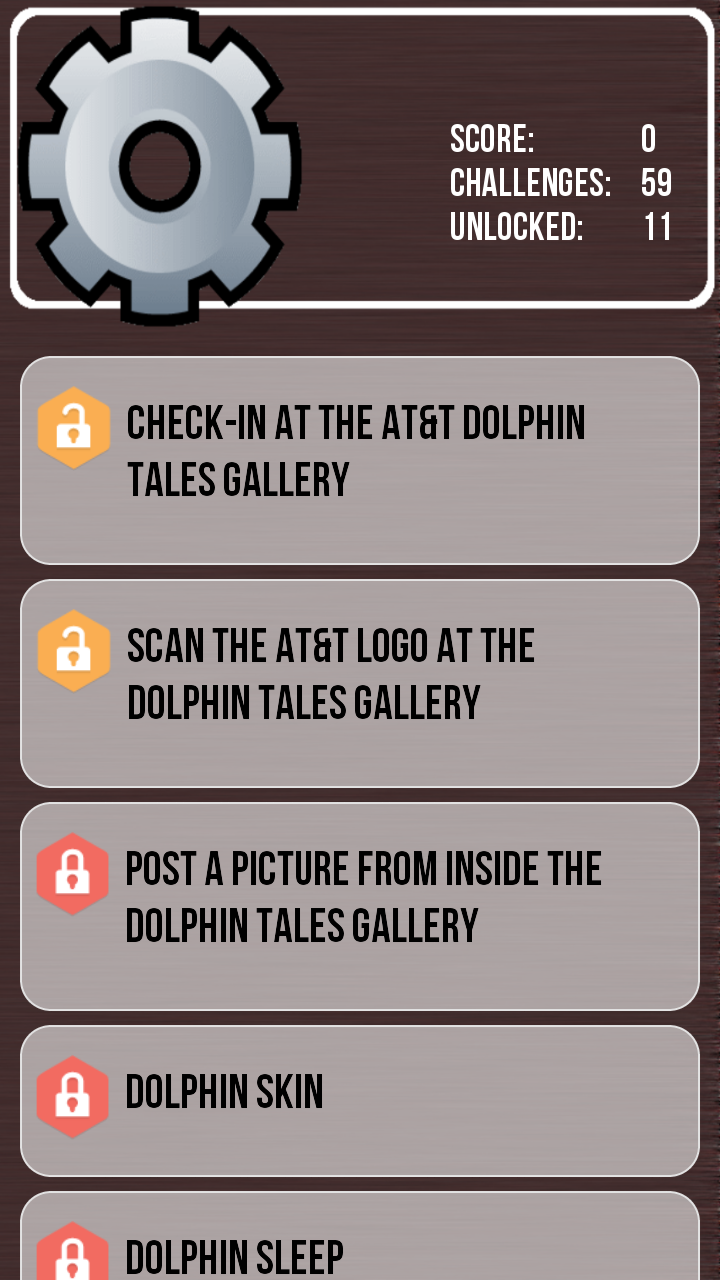 SCORE: 0
CHALLENGES: 59
UNLOCKED: 11
CHECK-IN AT THE AT&T DOLPHIN
TALES GALLERY
SCAN THE AT&T LOGO AT THE
DOLPHIN TALES GALLERY
POST A PICTURE FROM INSIDE THE
DOLPHIN TALES GALLERY
DOLPHIN SKIN
DOLPHIN SLEEP